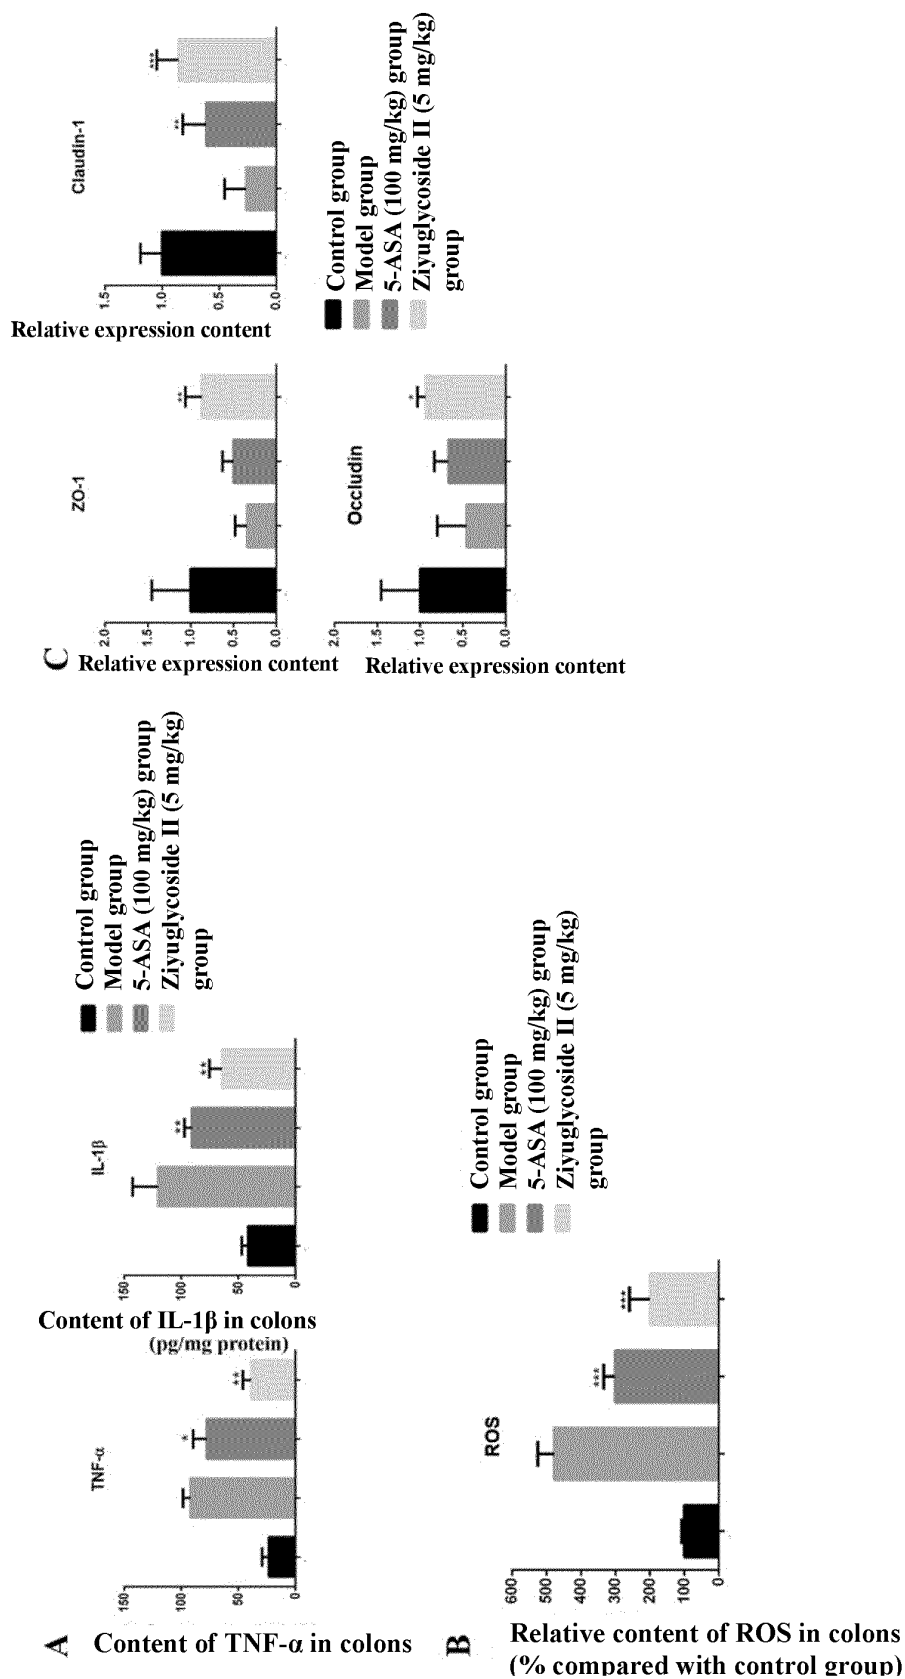 A
Content of TNF-α in colons
TNF-α
150
100
50
0
*
**
Content of IL-1β in colons
(pg/mg protein)
IL-1β
150
100
50
0
**
**
Control group
Model group
5-ASA (100 mg/kg) group
Ziyuglycoside II (5 mg/kg)
group
B
Relative content of ROS in colons
(% compared with control group)
ROS
600
500
400
300
200
100
0
***
***
Control group
Model group
5-ASA (100 mg/kg) group
Ziyuglycoside II (5 mg/kg)
group
C
Relative expression content
ZO-1
2.0
1.5
1.0
0.5
0.0
**
Relative expression content
Claudin-1
1.5
1.0
0.5
0.0
**
***
Relative expression content
Occludin
2.0
1.5
1.0
0.5
0.0
*
Control group
Model group
5-ASA (100 mg/kg) group
Ziyuglycoside II (5 mg/kg)
group